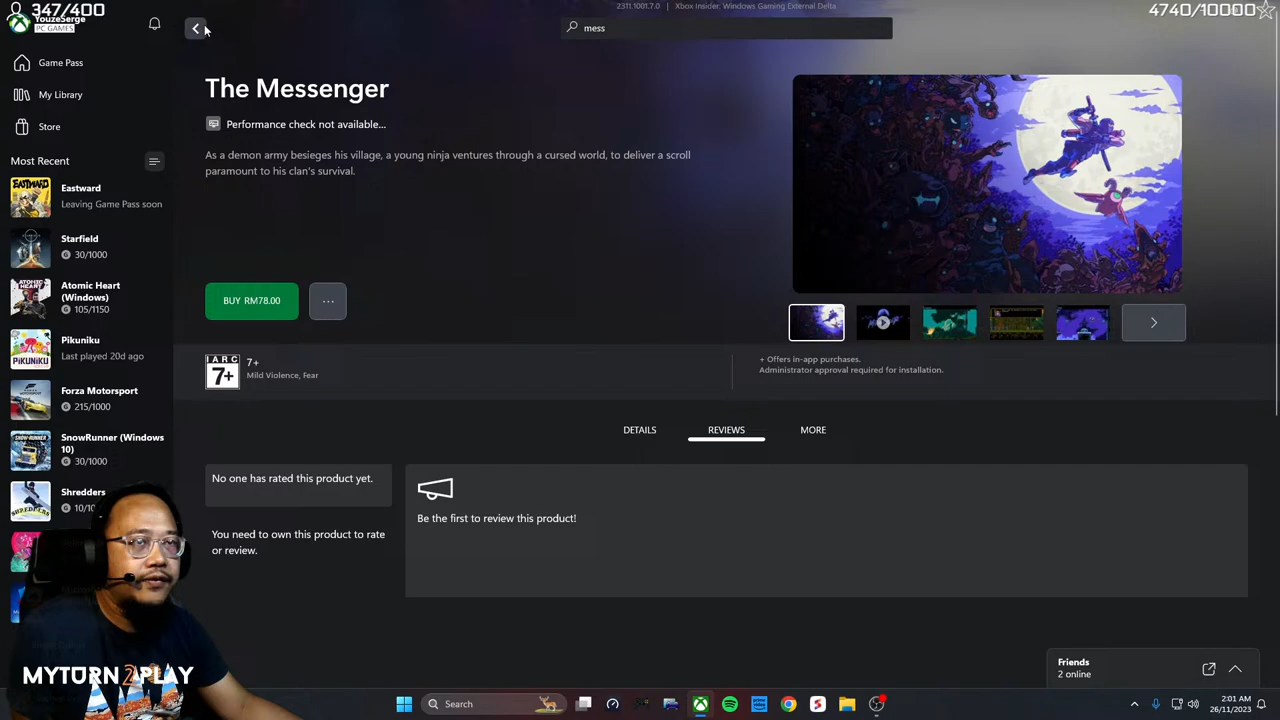 347/400
2311.1001.7.0
Xbox Insider: Windows Gaming External Delta
4740/10000
YouzeSerge
PC GAMES
mess
Game Pass
My Library
Store
Most Recent
Eastward
Leaving Game Pass soon
Starfield
30/1000
Atomic Heart
(Windows)
105/1150
Pikuniku
Last played 20d ago
Forza Motorsport
215/1000
SnowRunner (Windows
10)
30/1000
Shredders
The Messenger
Performance check not available...
As a demon army besieges his village, a young ninja ventures through a cursed world, to deliver a scroll
paramount to his clan's survival.
BUY RM78.00
IARC
7+
7+
Mild Violence, Fear
+ Offers in-app purchases.
Administrator approval required for installation.
DETAILS
REVIEWS
MORE
No one has rated this product yet.
You need to own this product to rate
or review.
Be the first to review this product!
Friends
2 online
MYTURN2PLAY
Search
2:01 AM
26/11/2023